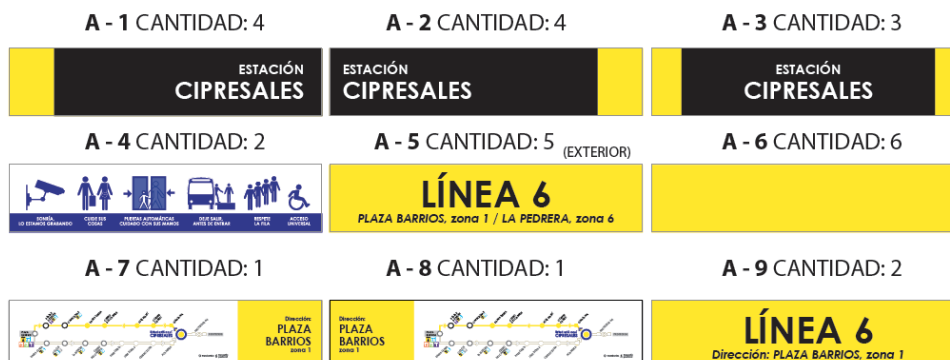 A - 1 CANTIDAD: 4
A - 2 CANTIDAD: 4
A - 3 CANTIDAD: 3
ESTACIÓN
CIPRESALES
ESTACIÓN
CIPRESALES
ESTACIÓN
CIPRESALES
A - 4 CANTIDAD: 2
A - 5 CANTIDAD: 5 (EXTERIOR)
A - 6 CANTIDAD: 6
SONRÍA,
LO ESTAMOS GRABANDO
CUIDE SUS
COSAS
PUERTAS AUTOMÁTICAS
CUIDADO CON SUS MANOS
DEJE SALIR,
ANTES DE ENTRAR
RESPETE
LA FILA
ACCESO
UNIVERSAL
LÍNEA 6
PLAZA BARRIOS, zona 1 / LA PEDRERA, zona 6
A - 7 CANTIDAD: 1
A - 8 CANTIDAD: 1
A - 9 CANTIDAD: 2
CIPRESALES
Dirección:
PLAZA
BARRIOS
zona 1
Dirección:
PLAZA
BARRIOS
zona 1
CIPRESALES
LÍNEA 6
Dirección: PLAZA BARRIOS, zona 1